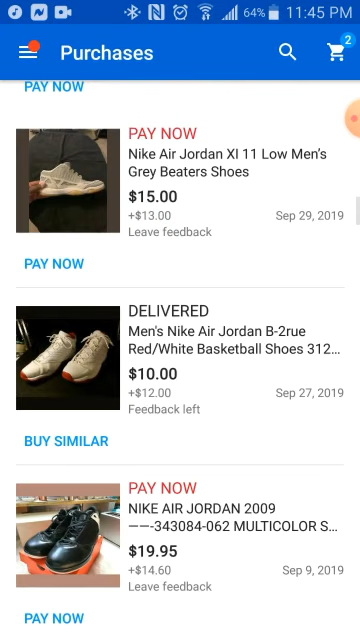 64% 11:45 PM
Purchases
2
PAY NOW
PAY NOW
Nike Air Jordan XI 11 Low Men's
Grey Beaters Shoes
$15.00
+$13.00 Sep 29, 2019
Leave feedback
PAY NOW
DELIVERED
Men's Nike Air Jordan B-2rue
Red/White Basketball Shoes 312...
$10.00
+$12.00 Sep 27, 2019
Feedback left
BUY SIMILAR
PAY NOW
NIKE AIR JORDAN 2009
——-343084-062 MULTICOLOR S...
$19.95
+$14.60 Sep 9, 2019
Leave feedback
PAY NOW